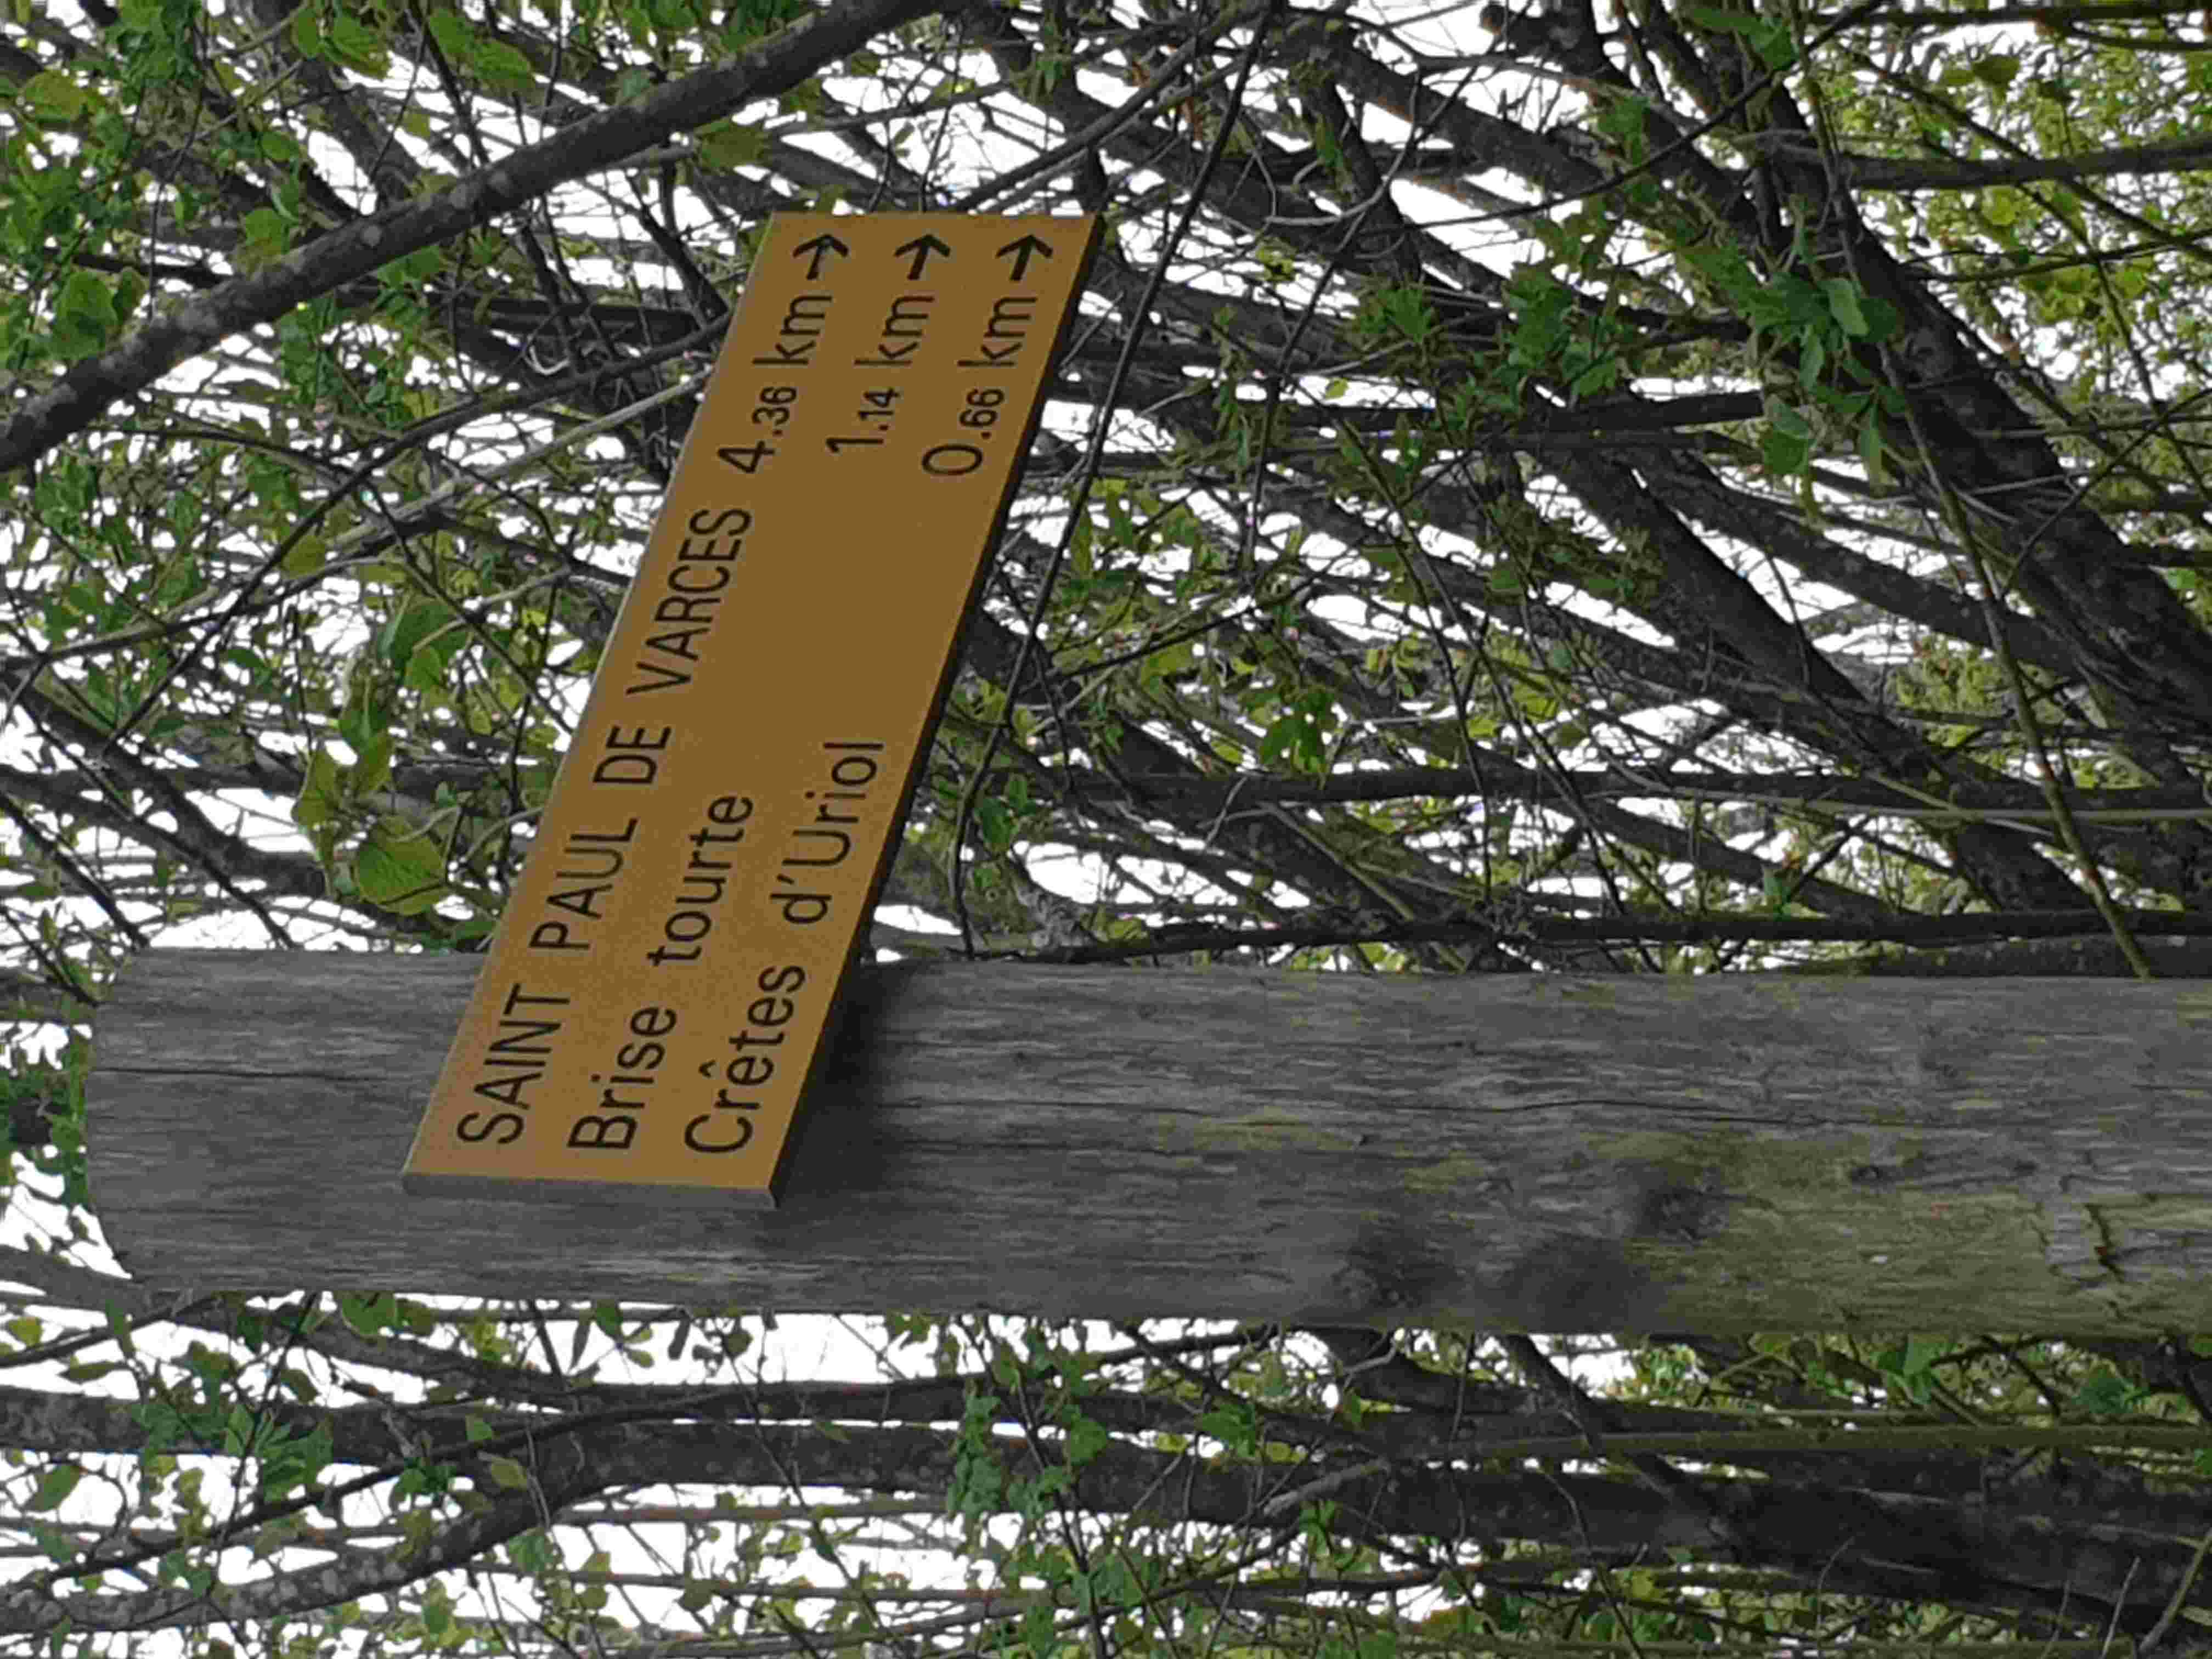 SAINT PAUL DE VARCES 4.36 km →
Brise tourte 1.14 km →
Crêtes d'Uriol 0.66 km →